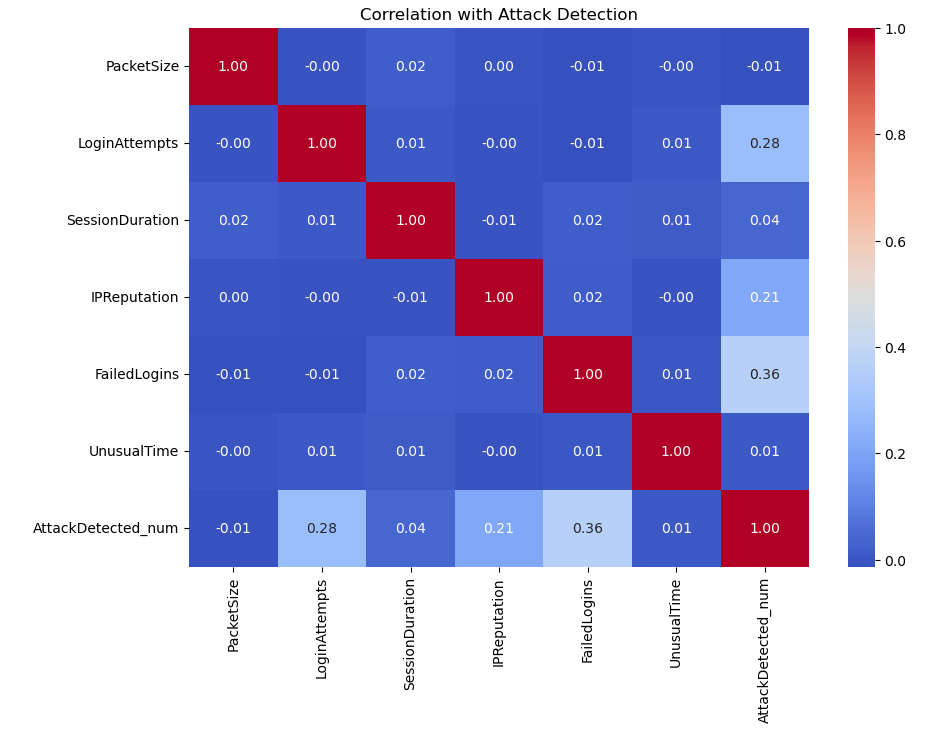 Correlation with Attack Detection
PacketSize 1.00 -0.00 0.02 0.00 -0.01 -0.00 -0.01
LoginAttempts -0.00 1.00 0.01 -0.00 -0.01 0.01 0.28
SessionDuration 0.02 0.01 1.00 -0.01 0.02 0.01 0.04
IPReputation 0.00 -0.00 -0.01 1.00 0.02 -0.00 0.21
FailedLogins -0.01 -0.01 0.02 0.02 1.00 0.01 0.36
UnusualTime -0.00 0.01 0.01 -0.00 0.01 1.00 0.01
AttackDetected_num -0.01 0.28 0.04 0.21 0.36 0.01 1.00
PacketSize
LoginAttempts
SessionDuration
IPReputation
FailedLogins
UnusualTime
AttackDetected_num
1.0
0.8
0.6
0.4
0.2
0.0